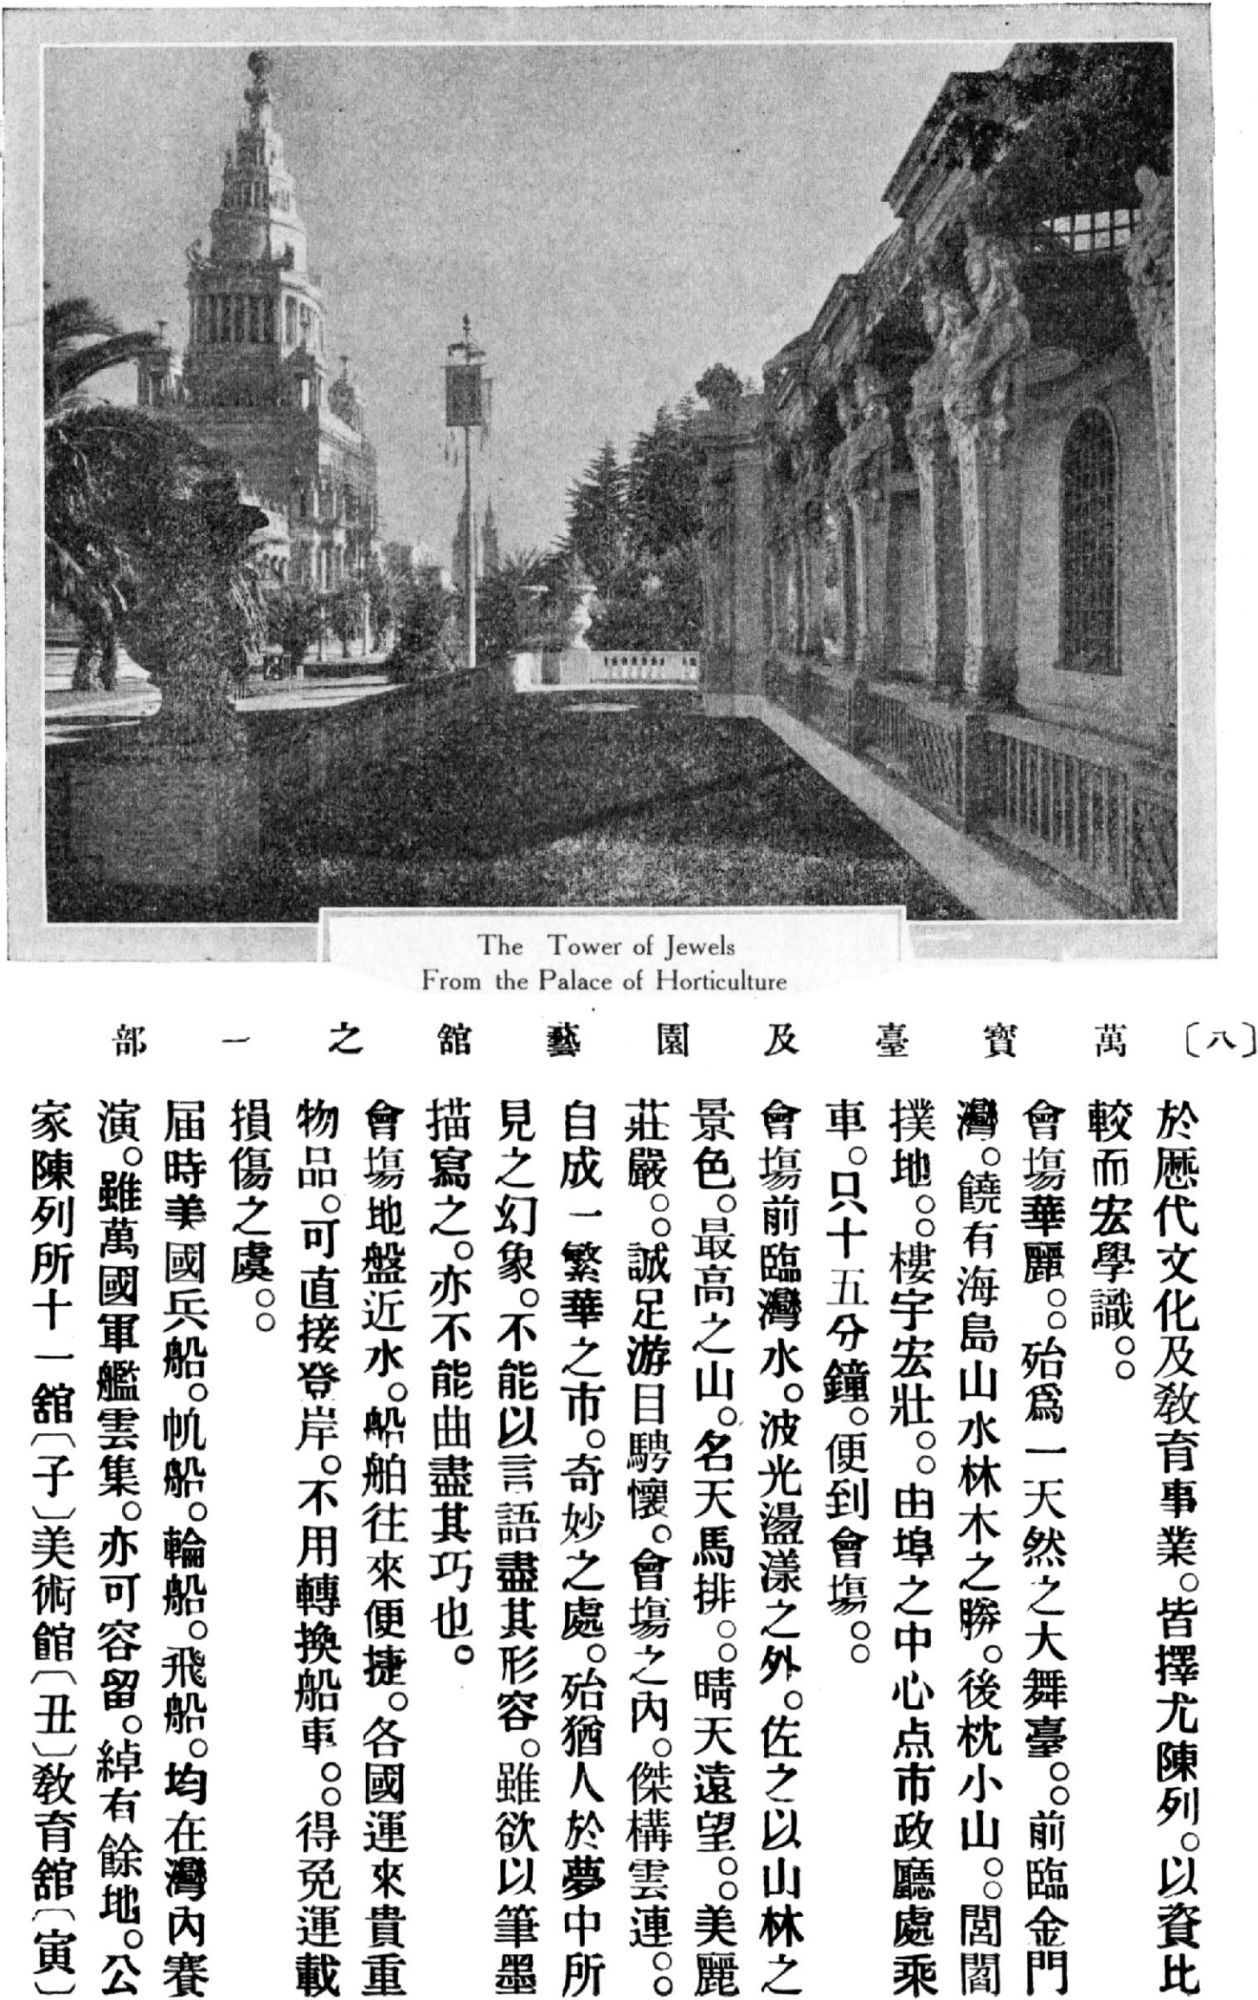 The Tower of Jewels
From the Palace of Horticulture
〔八〕萬寳臺及園藝舘之一部
於歴代文化及敎育事業。皆擇尤陳列。以資比
較而宏學識。○○
會塲華麗。○○殆爲一天然之大舞臺。○○前臨金門
灣。饒有海島山水林木之勝。後枕小山。○○閭閻
撲地。○○樓宇宏壯。○○由埠之中心点市政廳處乘
車。只十五分鐘。便到會塲。○○
會塲前臨灣水。波光盪漾之外。佐之以山林之
景色。最高之山。名天馬排。○○晴天遠望。○○美麗
莊嚴。○○誠足游目騁懷。會塲之內。傑構雲連。○○
自成一繁華之市。奇妙之處。殆猶人於夢中所
見之幻象。不能以言語盡其形容。雖欲以筆墨
描寫之。亦不能曲盡其巧也。
會塲地盤近水。船舶往來便捷。各國運來貴重
物品。可直接登岸。不用轉換船車。○○得免運載
損傷之虞。○○
届時美國兵船。帆船。輪船。飛船。均在灣內賽
演。雖萬國軍艦雲集。亦可容留。綽有餘地。公
家陳列所十一舘〔子〕美術館〔丑〕敎育舘〔寅〕